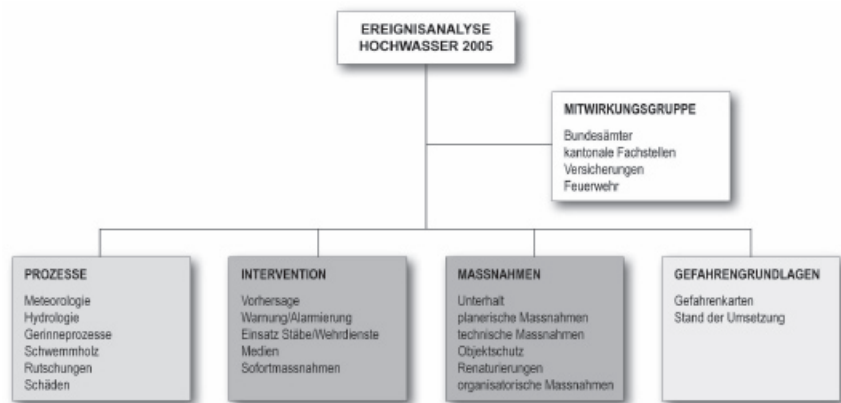 EREIGNISANALYSE
HOCHWASSER 2005
MITWIRKUNGSGRUPPE
Bundesämter
kantonale Fachstellen
Versicherungen
Feuerwehr
PROZESSE
Meteorologie
Hydrologie
Gerinneprozesse
Schwemmholz
Rutschungen
Schäden
INTERVENTION
Vorhersage
Warnung/Alarmierung
Einsatz Stäbe/Wehrdienste
Medien
Sofortmassnahmen
MASSNAHMEN
Unterhalt
planerische Massnahmen
technische Massnahmen
Objektschutz
Renaturierungen
organisatorische Massnahmen
GEFAHRENGRUNDLAGEN
Gefahrenkarten
Stand der Umsetzung